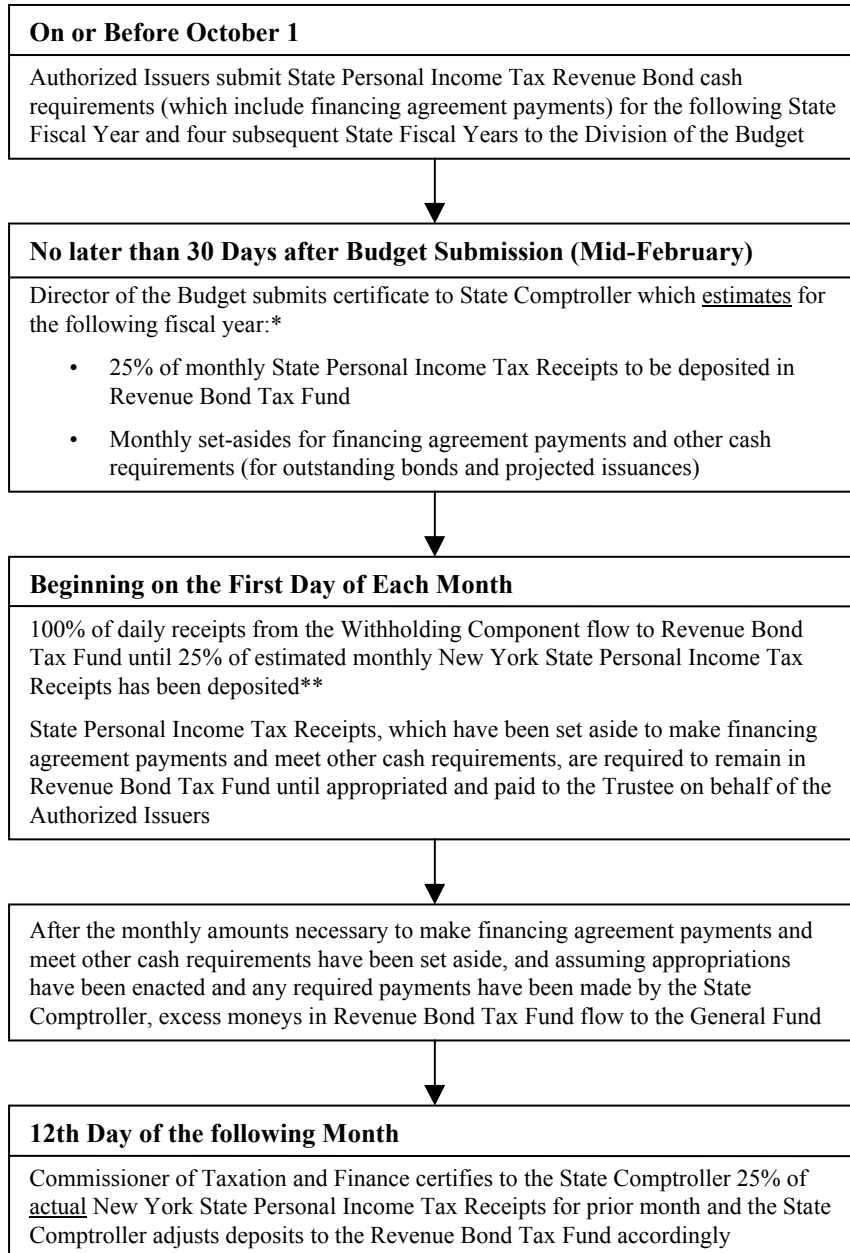 On or Before October 1
Authorized Issuers submit State Personal Income Tax Revenue Bond cash
requirements (which include financing agreement payments) for the following State
Fiscal Year and four subsequent State Fiscal Years to the Division of the Budget
No later than 30 Days after Budget Submission (Mid-February)
Director of the Budget submits certificate to State Comptroller which estimates for
the following fiscal year:*
• 25% of monthly State Personal Income Tax Receipts to be deposited in
Revenue Bond Tax Fund
• Monthly set-asides for financing agreement payments and other cash
requirements (for outstanding bonds and projected issuances)
Beginning on the First Day of Each Month
100% of daily receipts from the Withholding Component flow to Revenue Bond
Tax Fund until 25% of estimated monthly New York State Personal Income Tax
Receipts has been deposited**
State Personal Income Tax Receipts, which have been set aside to make financing
agreement payments and meet other cash requirements, are required to remain in
Revenue Bond Tax Fund until appropriated and paid to the Trustee on behalf of the
Authorized Issuers
After the monthly amounts necessary to make financing agreement payments and
meet other cash requirements have been set aside, and assuming appropriations
have been enacted and any required payments have been made by the State
Comptroller, excess moneys in Revenue Bond Tax Fund flow to the General Fund
12th Day of the following Month
Commissioner of Taxation and Finance certifies to the State Comptroller 25% of
actual New York State Personal Income Tax Receipts for prior month and the State
Comptroller adjusts deposits to the Revenue Bond Tax Fund accordingly